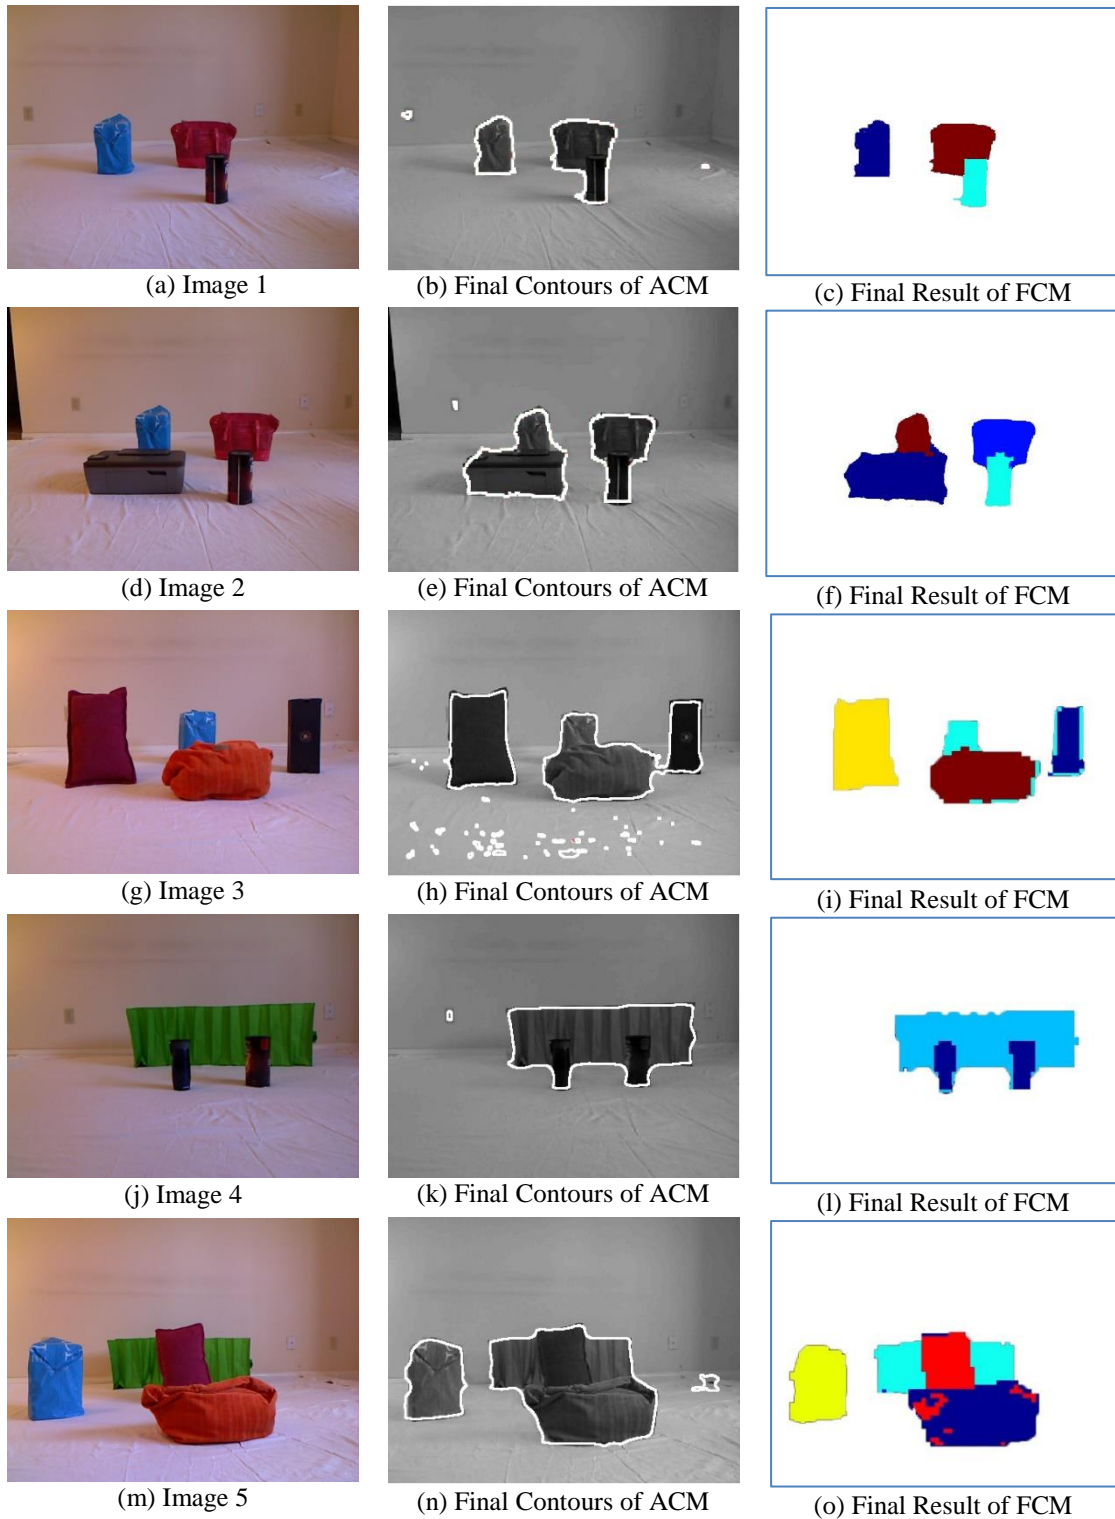 (a) Image 1
(b) Final Contours of ACM
(c) Final Result of FCM
(d) Image 2
(e) Final Contours of ACM
(f) Final Result of FCM
(g) Image 3
(h) Final Contours of ACM
(i) Final Result of FCM
(j) Image 4
(k) Final Contours of ACM
(l) Final Result of FCM
(m) Image 5
(n) Final Contours of ACM
(o) Final Result of FCM